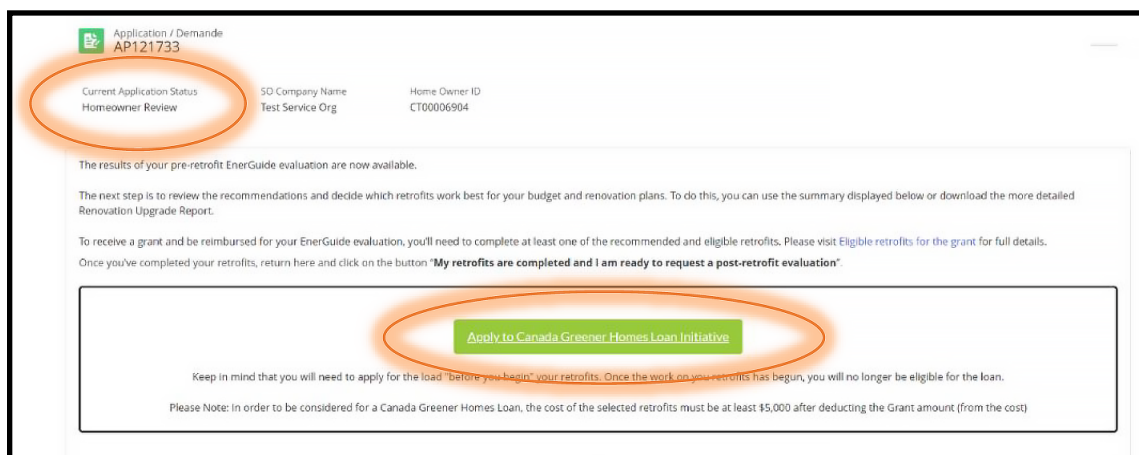 Application / Demande
AP121733
Current Application Status
SO Company Name
Home Owner ID
Homeowner Review
Test Service Org
CT00006904
The results of your pre-retrofit EnerGuide evaluation are now available.
The next step is to review the recommendations and decide which retrofits work best for your budget and renovation plans. To do this, you can use the summary displayed below or download the more detailed
Renovation Upgrade Report.
To receive a grant and be reimbursed for your EnerGuide evaluation, you'll need to complete at least one of the recommended and eligible retrofits. Please visit Eligible retrofits for the grant for full details.
Once you've completed your retrofits, return here and click on the button "My retrofits are completed and I am ready to request a post-retrofit evaluation".
Apply to Canada Greener Homes Loan Initiative
Keep in mind that you will need to apply for the load "before you begin" your retrofits. Once the work on you retrofits has begun, you will no longer be eligible for the loan.
Please Note: In order to be considered for a Canada Greener Homes Loan, the cost of the selected retrofits must be at least $5,000 after deducting the Grant amount (from the cost)